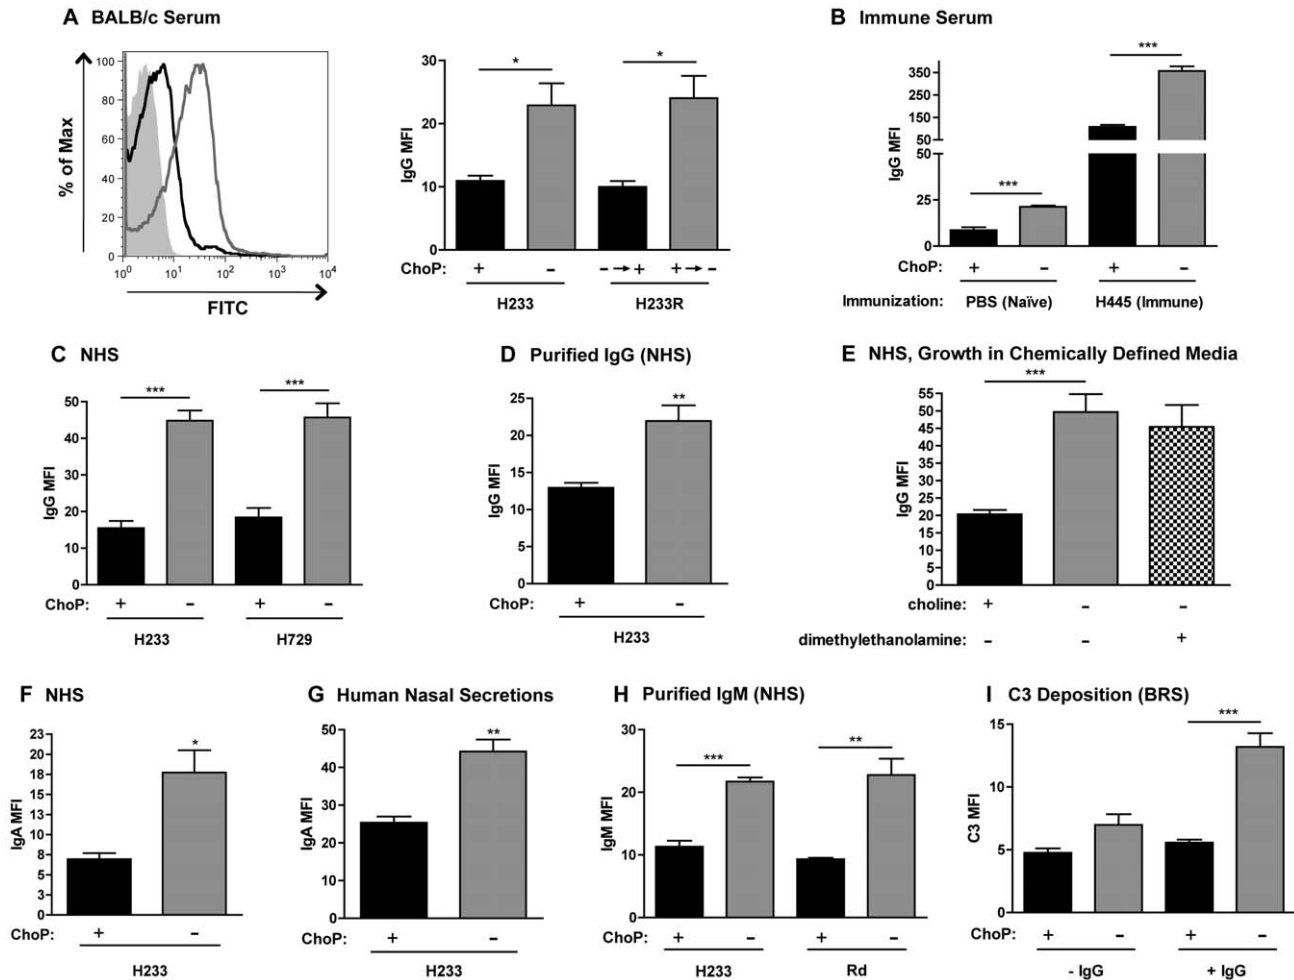 A BALB/c Serum
% of Max
100
80
60
40
20
0
10^0 10^1 10^2 10^3 10^4
FITC
IgG MFI
30
20
10
0
* *
ChoP: + - - → + + → -
H233 H233R
B Immune Serum
IgG MFI
350
250
150
50
50
25
0
*** ***
ChoP: + - + -
Immunization: PBS (Naïve) H445 (Immune)
C NHS
IgG MFI
50
40
30
20
10
0
*** ***
ChoP: + - + -
H233 H729
D Purified IgG (NHS)
IgG MFI
25
20
15
10
5
0
**
ChoP: + -
H233
E NHS, Growth in Chemically Defined Media
IgG MFI
55
50
45
40
35
30
25
20
15
10
5
0
***
choline: + - -
dimethylethanolamine: - - +
F NHS
IgA MFI
23
20
18
15
13
10
8
5
3
0
*
ChoP: + -
H233
G Human Nasal Secretions
IgA MFI
50
40
30
20
10
0
**
ChoP: + -
H233
H Purified IgM (NHS)
IgM MFI
30
20
10
0
*** **
ChoP: + - + -
H233 Rd
I C3 Deposition (BRS)
C3 MFI
15
10
5
0
***
ChoP: + - + -
- IgG + IgG